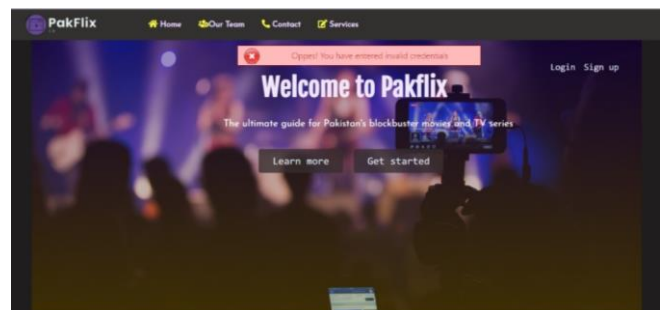 PakFlix
Home Our Team Contact Services
Oppes! You have entered invalid credentials
Login Sign up
Welcome to Pakflix
The ultimate guide for Pakistan's blockbuster movies and TV series
Learn more Get started